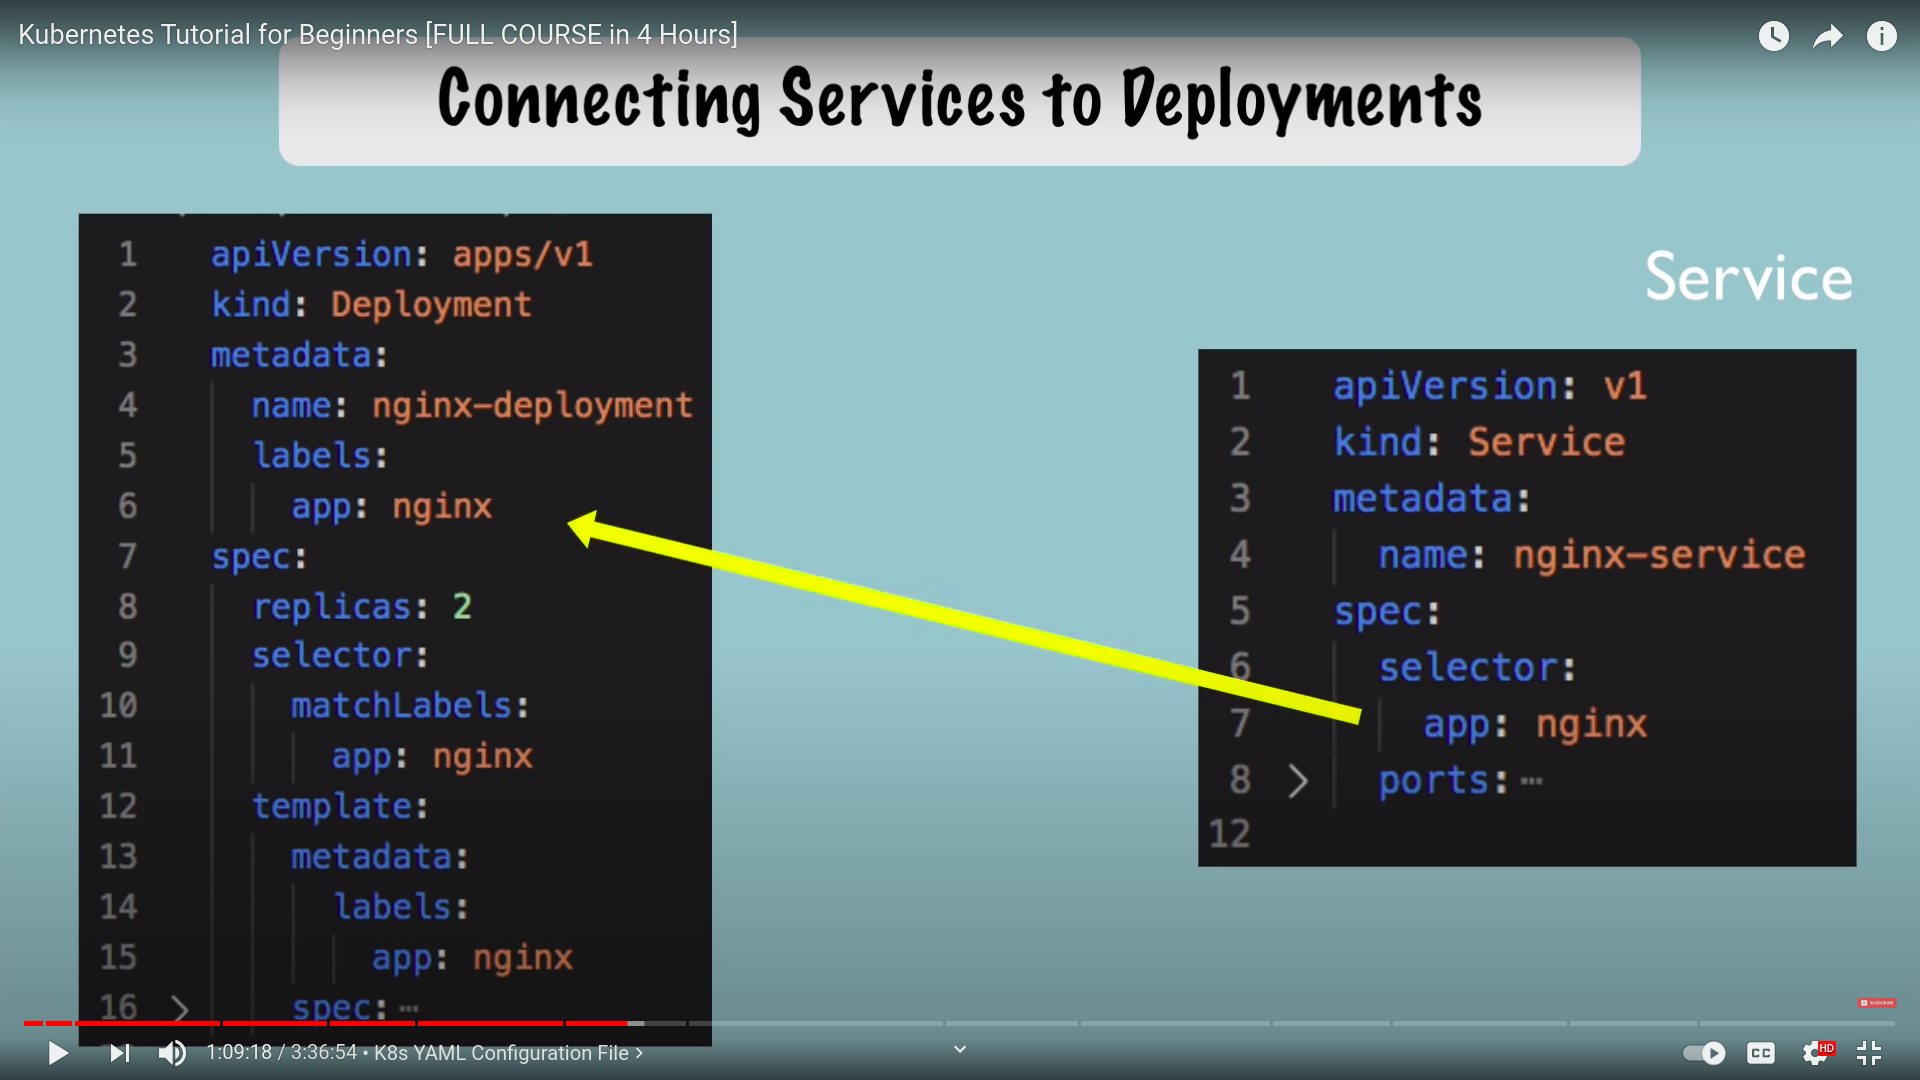 Kubernetes Tutorial for Beginners [FULL COURSE in 4 Hours]
Connecting Services to Deployments
1 apiVersion: apps/v1
2 kind: Deployment
3 metadata:
4 name: nginx-deployment
5 labels:
6 app: nginx
7 spec:
8 replicas: 2
9 selector:
10 matchLabels:
11 app: nginx
12 template:
13 metadata:
14 labels:
15 app: nginx
16 spec:…
Service
1 apiVersion: v1
2 kind: Service
3 metadata:
4 name: nginx-service
5 spec:
6 selector:
7 app: nginx
8 ports:…
12
SUBSCRIBE
1:09:18 / 3:36:54 • K8s YAML Configuration File
CC
HD